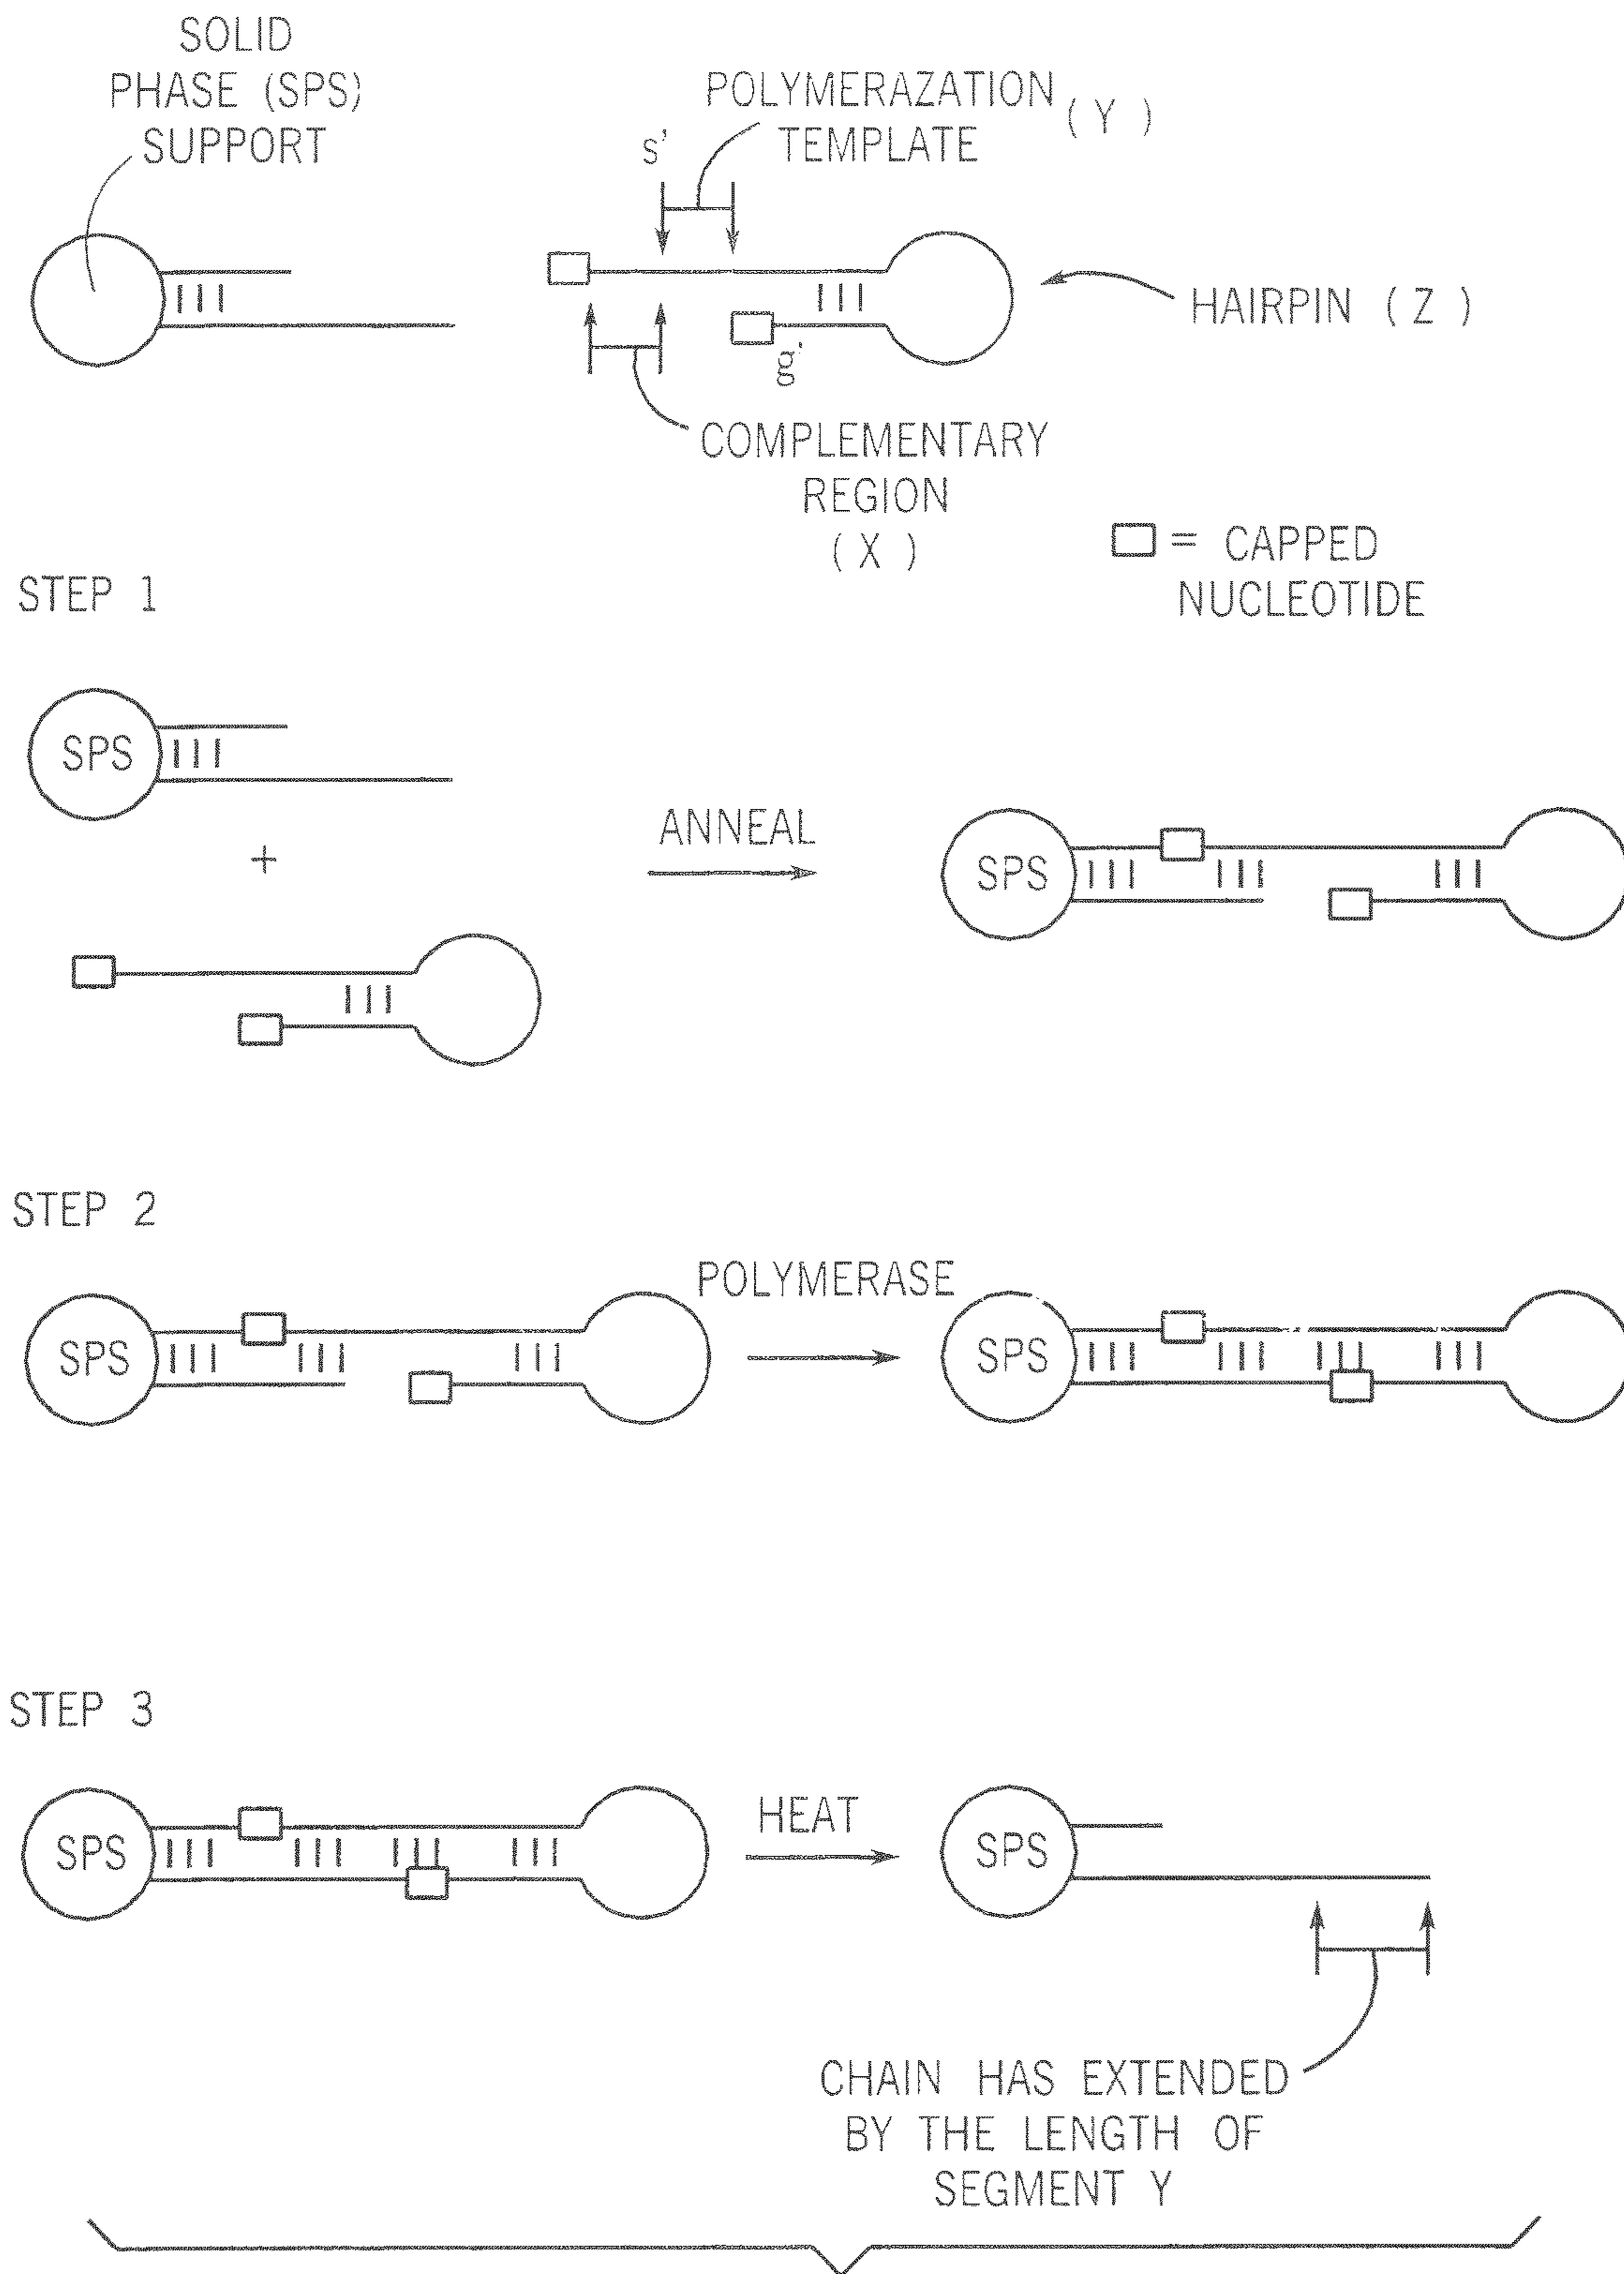 SOLID
PHASE (SPS)
SUPPORT
POLYMERAZATION
TEMPLATE
( Y )
s'
HAIRPIN ( Z )
g'
COMPLEMENTARY
REGION
( X )
= CAPPED
NUCLEOTIDE
STEP 1
SPS
+
ANNEAL
SPS
STEP 2
SPS
POLYMERASE
SPS
STEP 3
SPS
HEAT
SPS
CHAIN HAS EXTENDED
BY THE LENGTH OF
SEGMENT Y